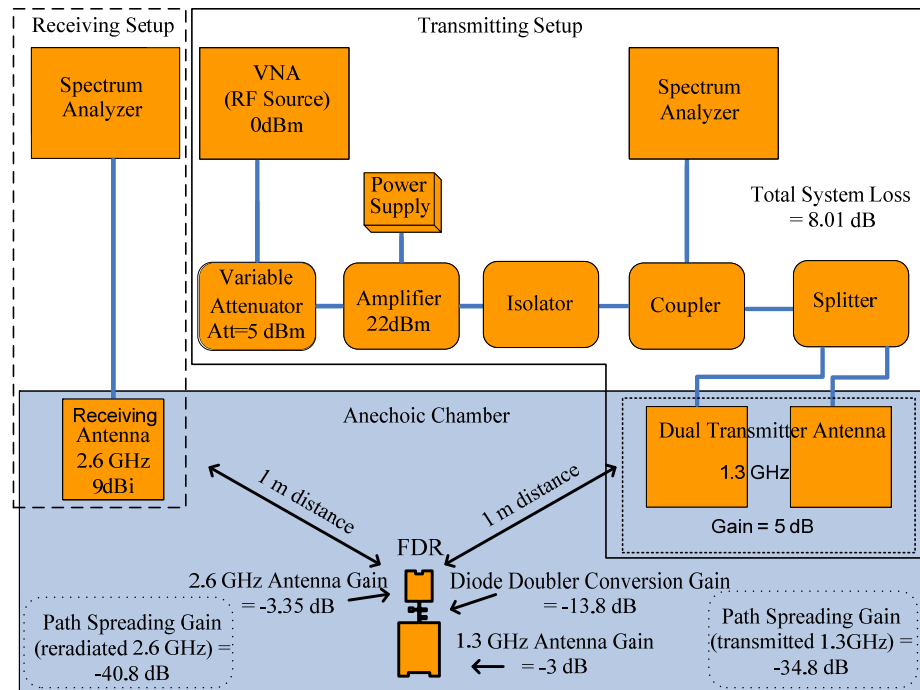 Receiving Setup
Transmitting Setup
Spectrum
Analyzer
VNA
(RF Source)
0dBm
Spectrum
Analyzer
Power
Supply
Total System Loss
= 8.01 dB
Variable
Attenuator
Att=5 dBm
Amplifier
22dBm
Isolator
Coupler
Splitter
Anechoic Chamber
Receiving
Antenna
2.6 GHz
9dBi
Dual Transmitter Antenna
1.3 GHz
Gain = 5 dB
1 m distance
1 m distance
FDR
2.6 GHz Antenna Gain
= -3.35 dB
Diode Doubler Conversion Gain
=-13.8 dB
Path Spreading Gain
(reradiated 2.6 GHz) =
-40.8 dB
1.3 GHz Antenna Gain
= -3 dB
Path Spreading Gain
(transmitted 1.3GHz) =
-34.8 dB